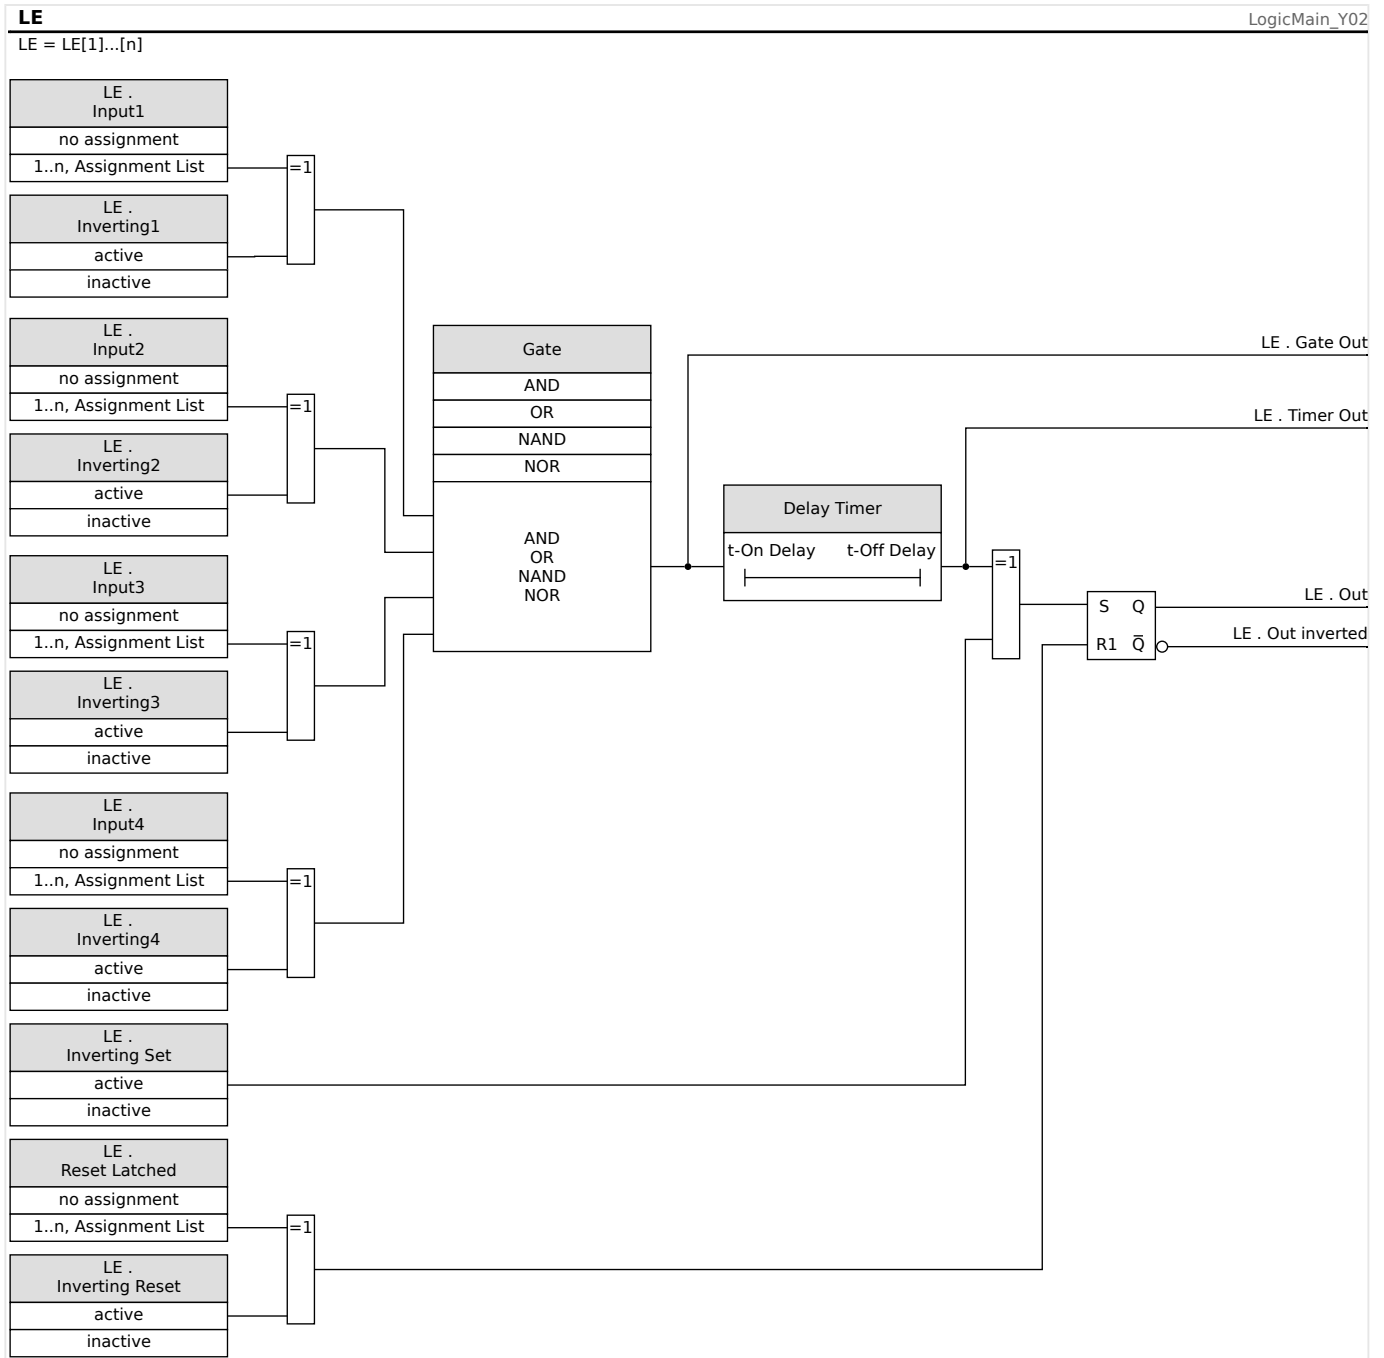 LE
LogicMain_Y02
LE = LE[1]...[n]
LE .
Input1
no assignment
1..n, Assignment List
=1
LE .
Inverting1
active
inactive
LE .
Input2
no assignment
1..n, Assignment List
=1
LE .
Inverting2
active
inactive
LE .
Input3
no assignment
1..n, Assignment List
=1
LE .
Inverting3
active
inactive
LE .
Input4
no assignment
1..n, Assignment List
=1
LE .
Inverting4
active
inactive
LE .
Inverting Set
active
inactive
LE .
Reset Latched
no assignment
1..n, Assignment List
=1
LE .
Inverting Reset
active
inactive
Gate
AND
OR
NAND
NOR
AND
OR
NAND
NOR
Delay Timer
t-On Delay t-Off Delay
=1
S Q
R1 Q̅
LE . Gate Out
LE . Timer Out
LE . Out
LE . Out inverted